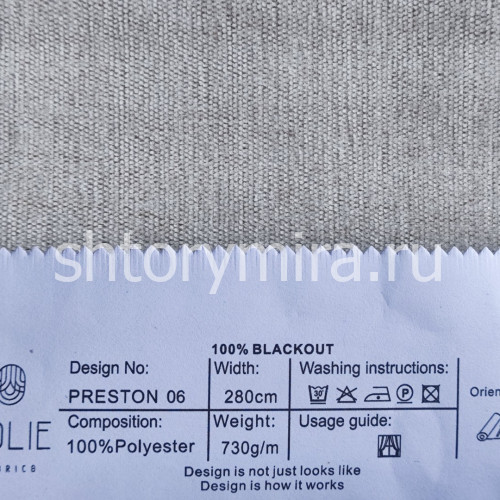 shtorymira.ru
100% BLACKOUT
Design No: Width: Washing instructions:
PRESTON 06 280cm 30 P
Composition: Weight: Usage guide:
100%Polyester 730g/m
Design is not just looks like
Design is how it works